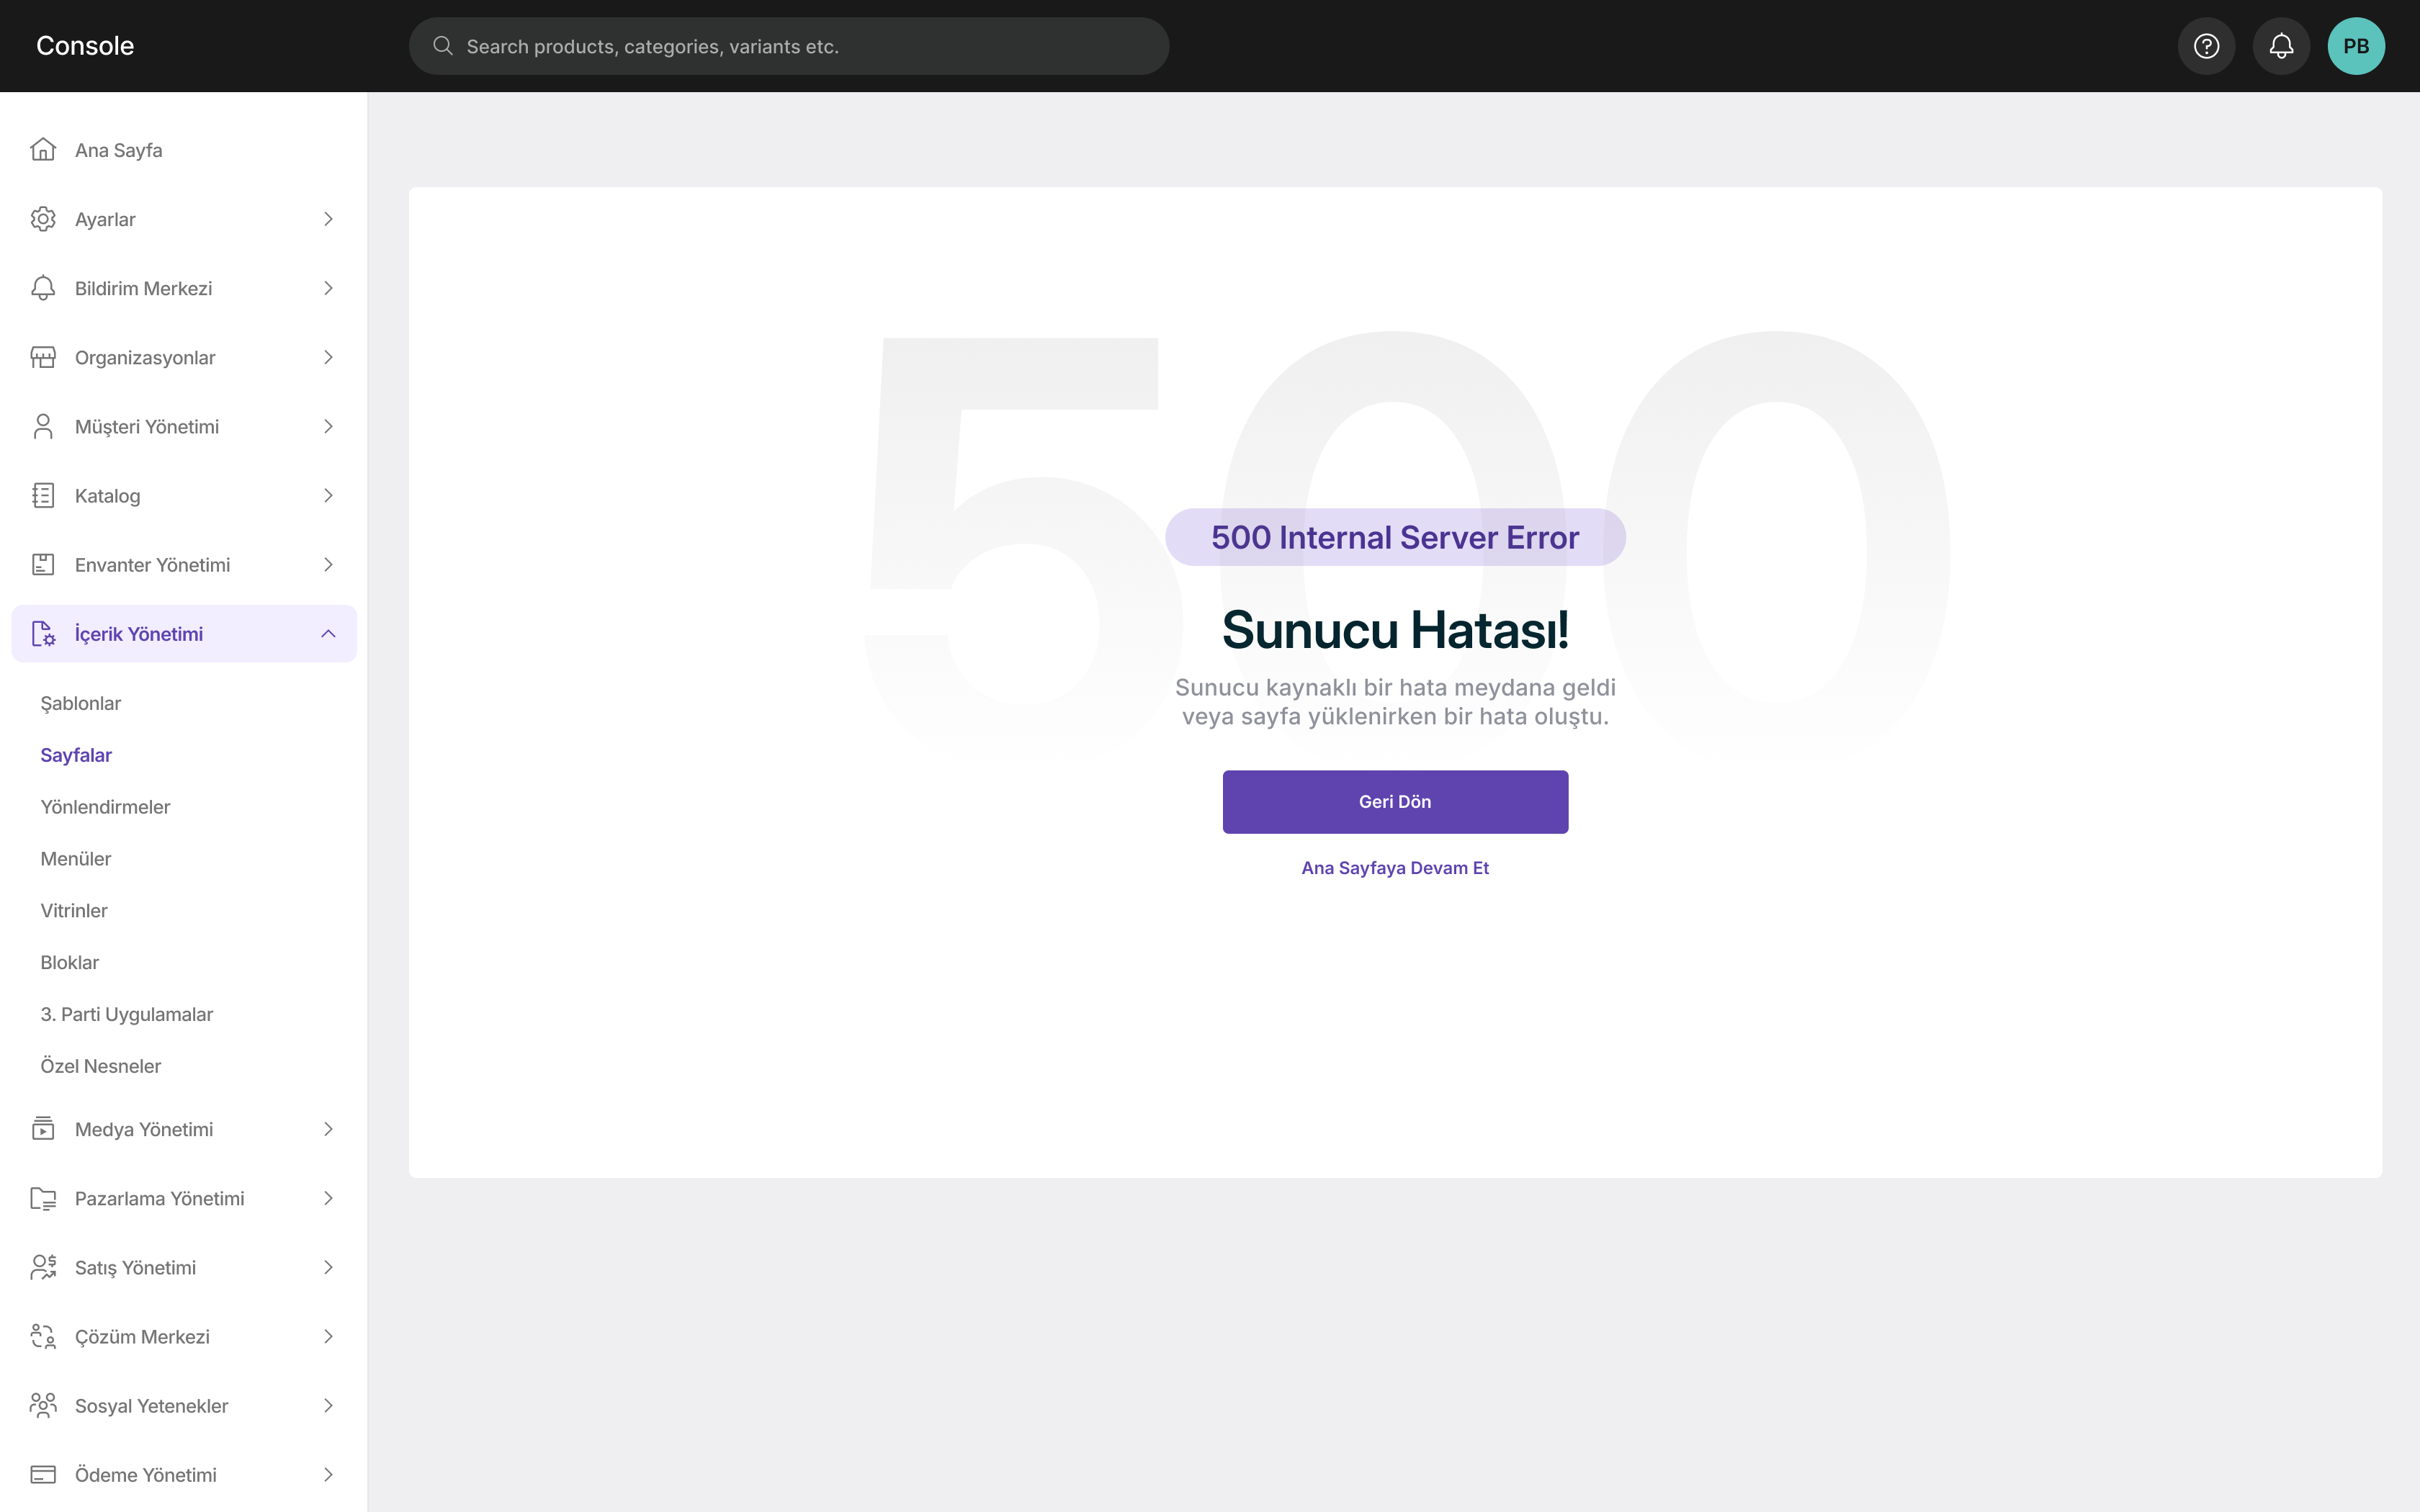 Console
Search products, categories, variants etc.
PB
Ana Sayfa
Ayarlar
Bildirim Merkezi
Organizasyonlar
Müşteri Yönetimi
Katalog
Envanter Yönetimi
İçerik Yönetimi
Şablonlar
Sayfalar
Yönlendirmeler
Menüler
Vitrinler
Bloklar
3. Parti Uygulamalar
Özel Nesneler
Medya Yönetimi
Pazarlama Yönetimi
Satış Yönetimi
Çözüm Merkezi
Sosyal Yetenekler
Ödeme Yönetimi
500
500 Internal Server Error
Sunucu Hatası!
Sunucu kaynaklı bir hata meydana geldi
veya sayfa yüklenirken bir hata oluştu.
Geri Dön
Ana Sayfaya Devam Et